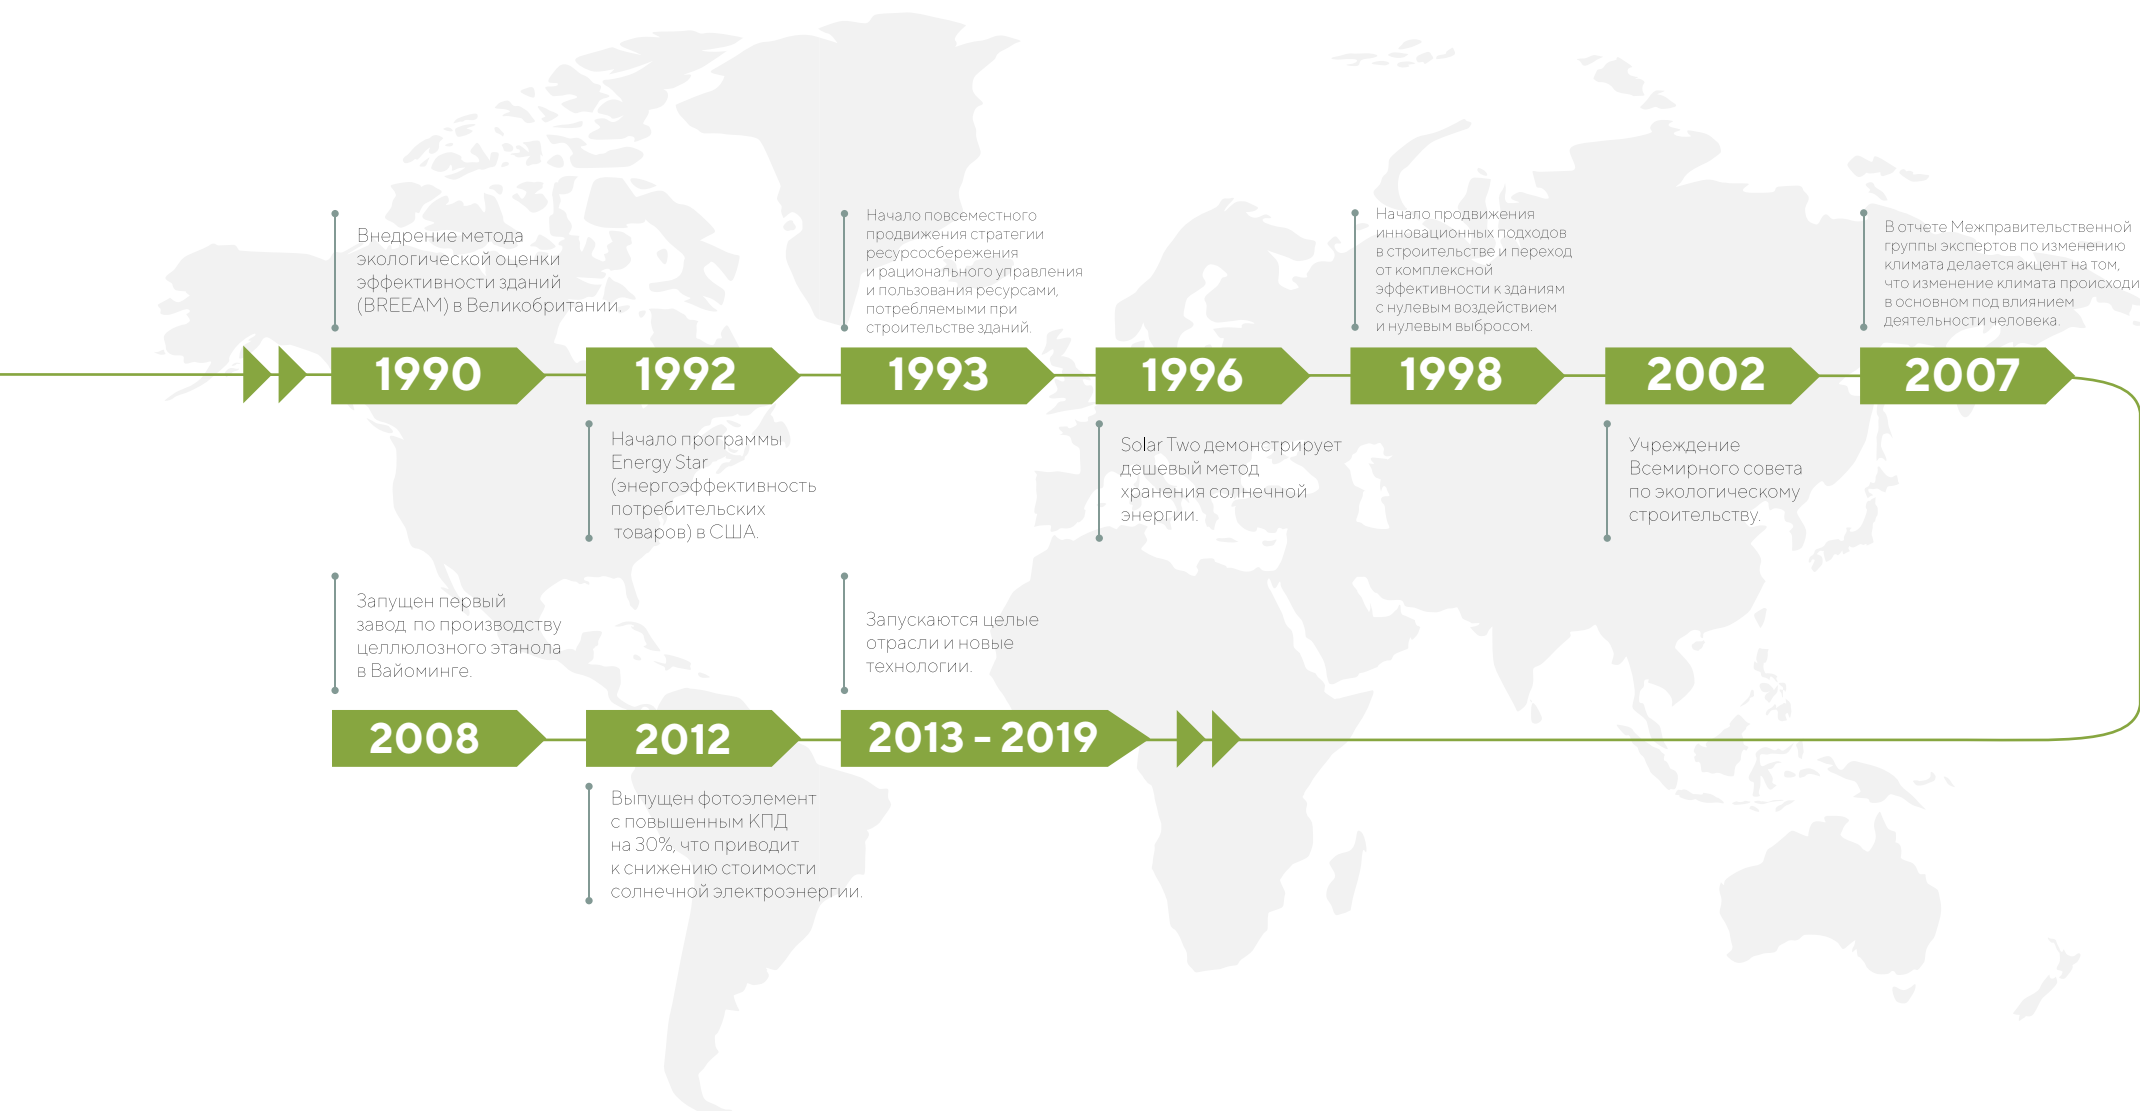 Внедрение метода
экологической оценки
эффективности зданий
(BREEAM) в Великобритании.
1990
1992
Начало программы
Energy Star
(энергоэффективность
потребительских
товаров) в США.
Начало повсеместного
продвижения стратегии
ресурсосбережения
и рационального управления
и пользования ресурсами,
потребляемыми при
строительстве зданий.
1993
1996
Solar Two демонстрирует
дешевый метод
хранения солнечной
энергии.
Начало продвижения
инновационных подходов
в строительстве и переход
от комплексной
эффективности к зданиям
с нулевым воздействием
и нулевым выбросом.
1998
2002
Учреждение
Всемирного совета
по экологическому
строительству.
В отчете Межправительственной
группы экспертов по изменению
климата делается акцент на том,
что изменение климата происходи
в основном под влиянием
деятельности человека.
2007
Запущен первый
завод по производству
целлюлозного этанола
в Вайоминге.
2008
2012
Выпущен фотоэлемент
с повышенным КПД
на 30%, что приводит
к снижению стоимости
солнечной электроэнергии.
Запускаются целые
отрасли и новые
технологии.
2013 - 2019